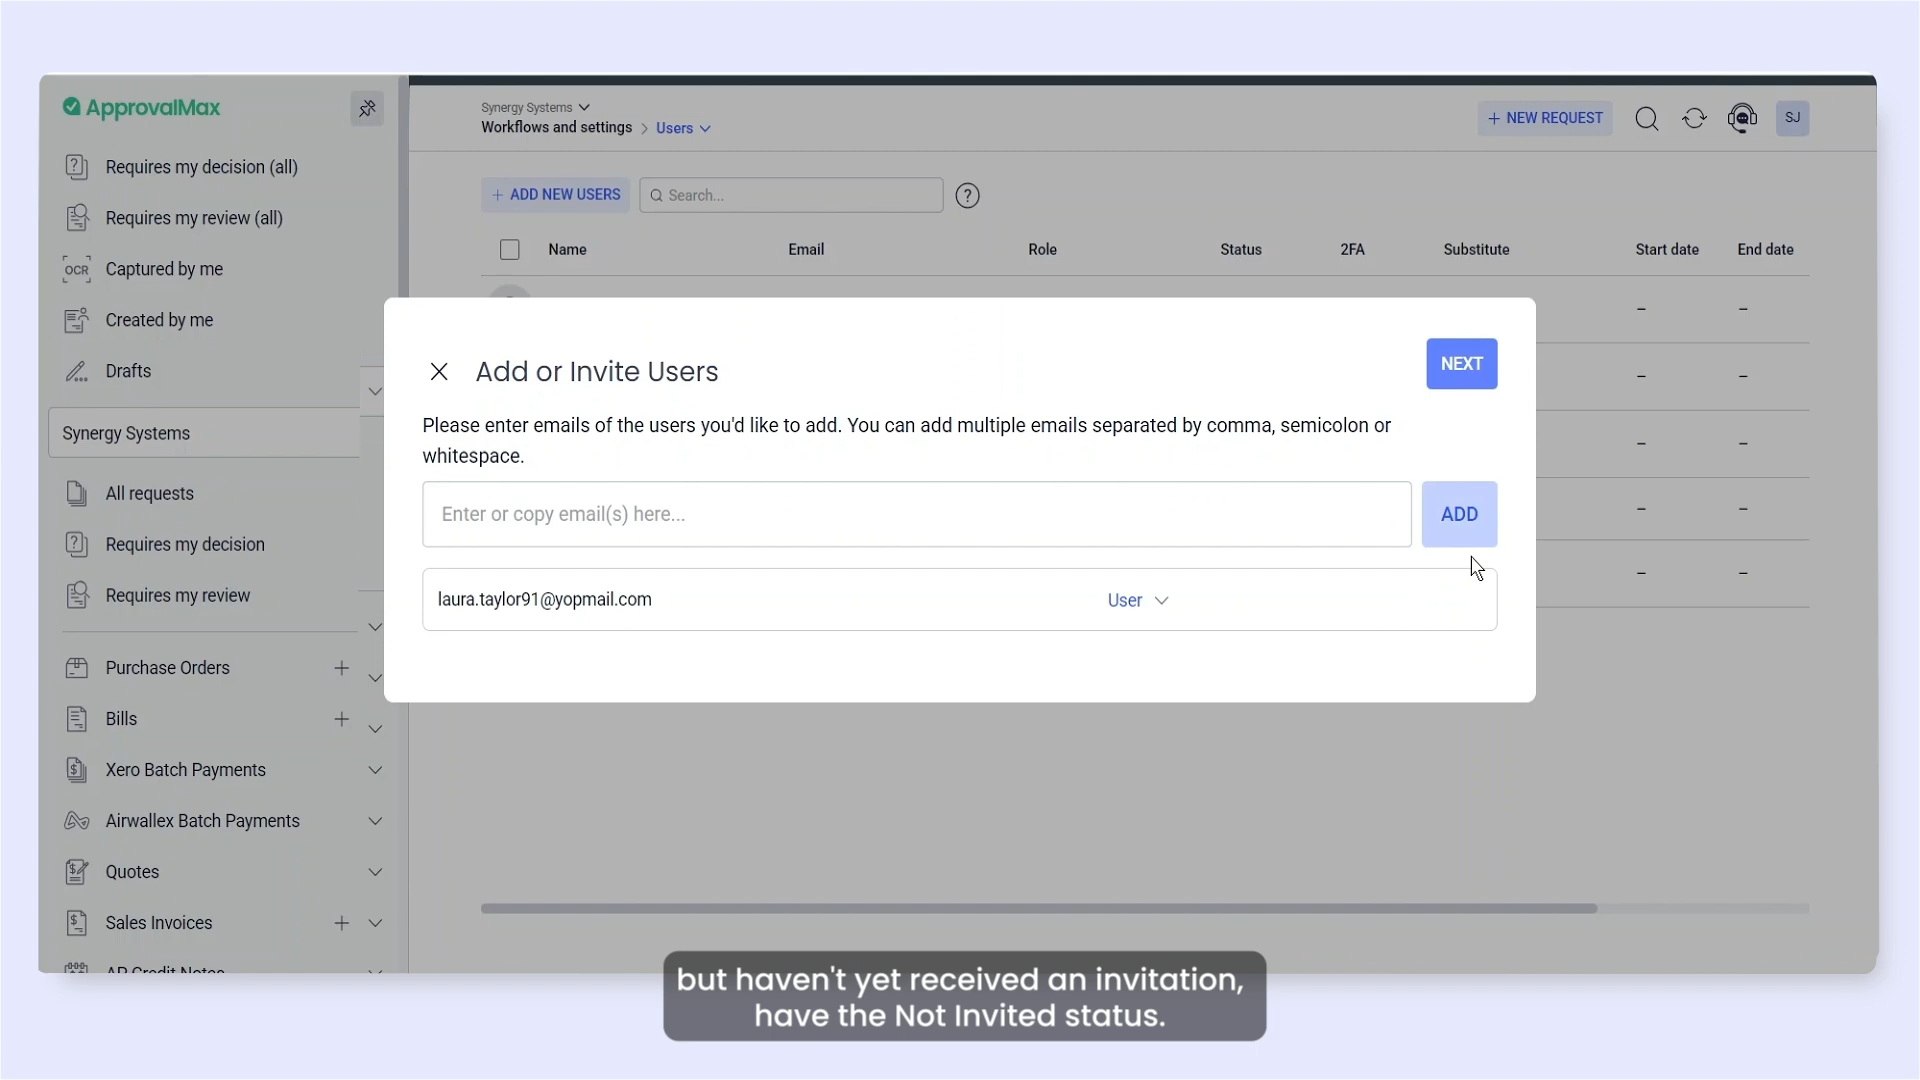 ApprovalMax
Requires my decision (all)
Requires my review (all)
OCR Captured by me
Created by me
Drafts
Synergy Systems
All requests
Requires my decision
Requires my review
Purchase Orders
Bills
Xero Batch Payments
Airwallex Batch Payments
Quotes
Sales Invoices
AP Credit Notes
Synergy Systems
Workflows and settings > Users
+ NEW REQUEST
SJ
+ ADD NEW USERS
Search...
Name Email Role Status 2FA Substitute Start date End date
– –
– –
– –
– –
– –
Add or Invite Users
NEXT
Please enter emails of the users you'd like to add. You can add multiple emails separated by comma, semicolon or
whitespace.
Enter or copy email(s) here...
ADD
laura.taylor91@yopmail.com User
but haven't yet received an invitation,
have the Not Invited status.